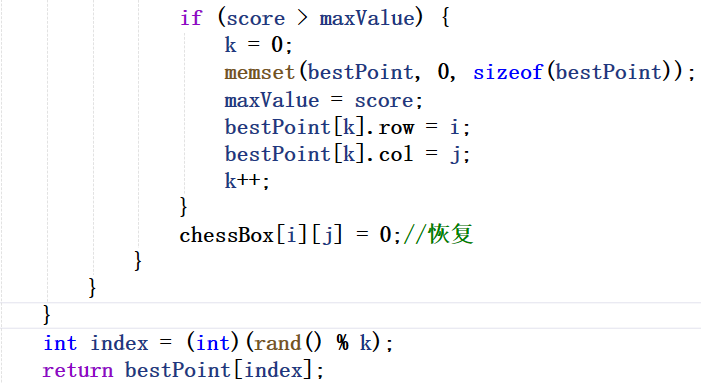 if (score > maxValue) {
k = 0;
memset(bestPoint, 0, sizeof(bestPoint));
maxValue = score;
bestPoint[k].row = i;
bestPoint[k].col = j;
k++;
}
chessBox[i][j] = 0;//恢复
}
}
}
int index = (int)(rand() % k);
return bestPoint[index];